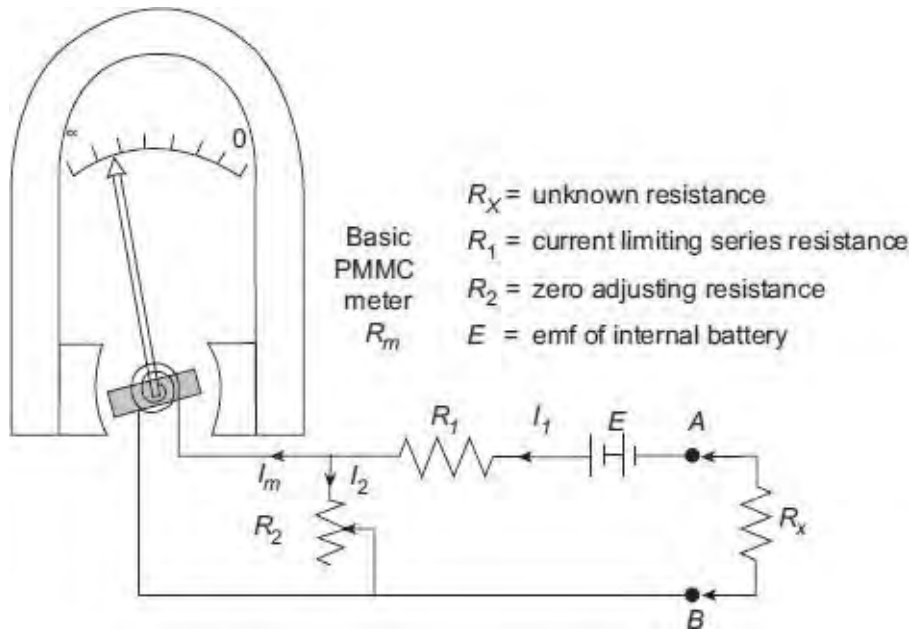 ∝ 0
R_X = unknown resistance
Basic PMMC meter R_m
R_1 = current limiting series resistance
R_2 = zero adjusting resistance
E = emf of internal battery
R_1 I_1 E A
I_m I_2
R_2 R_x
B